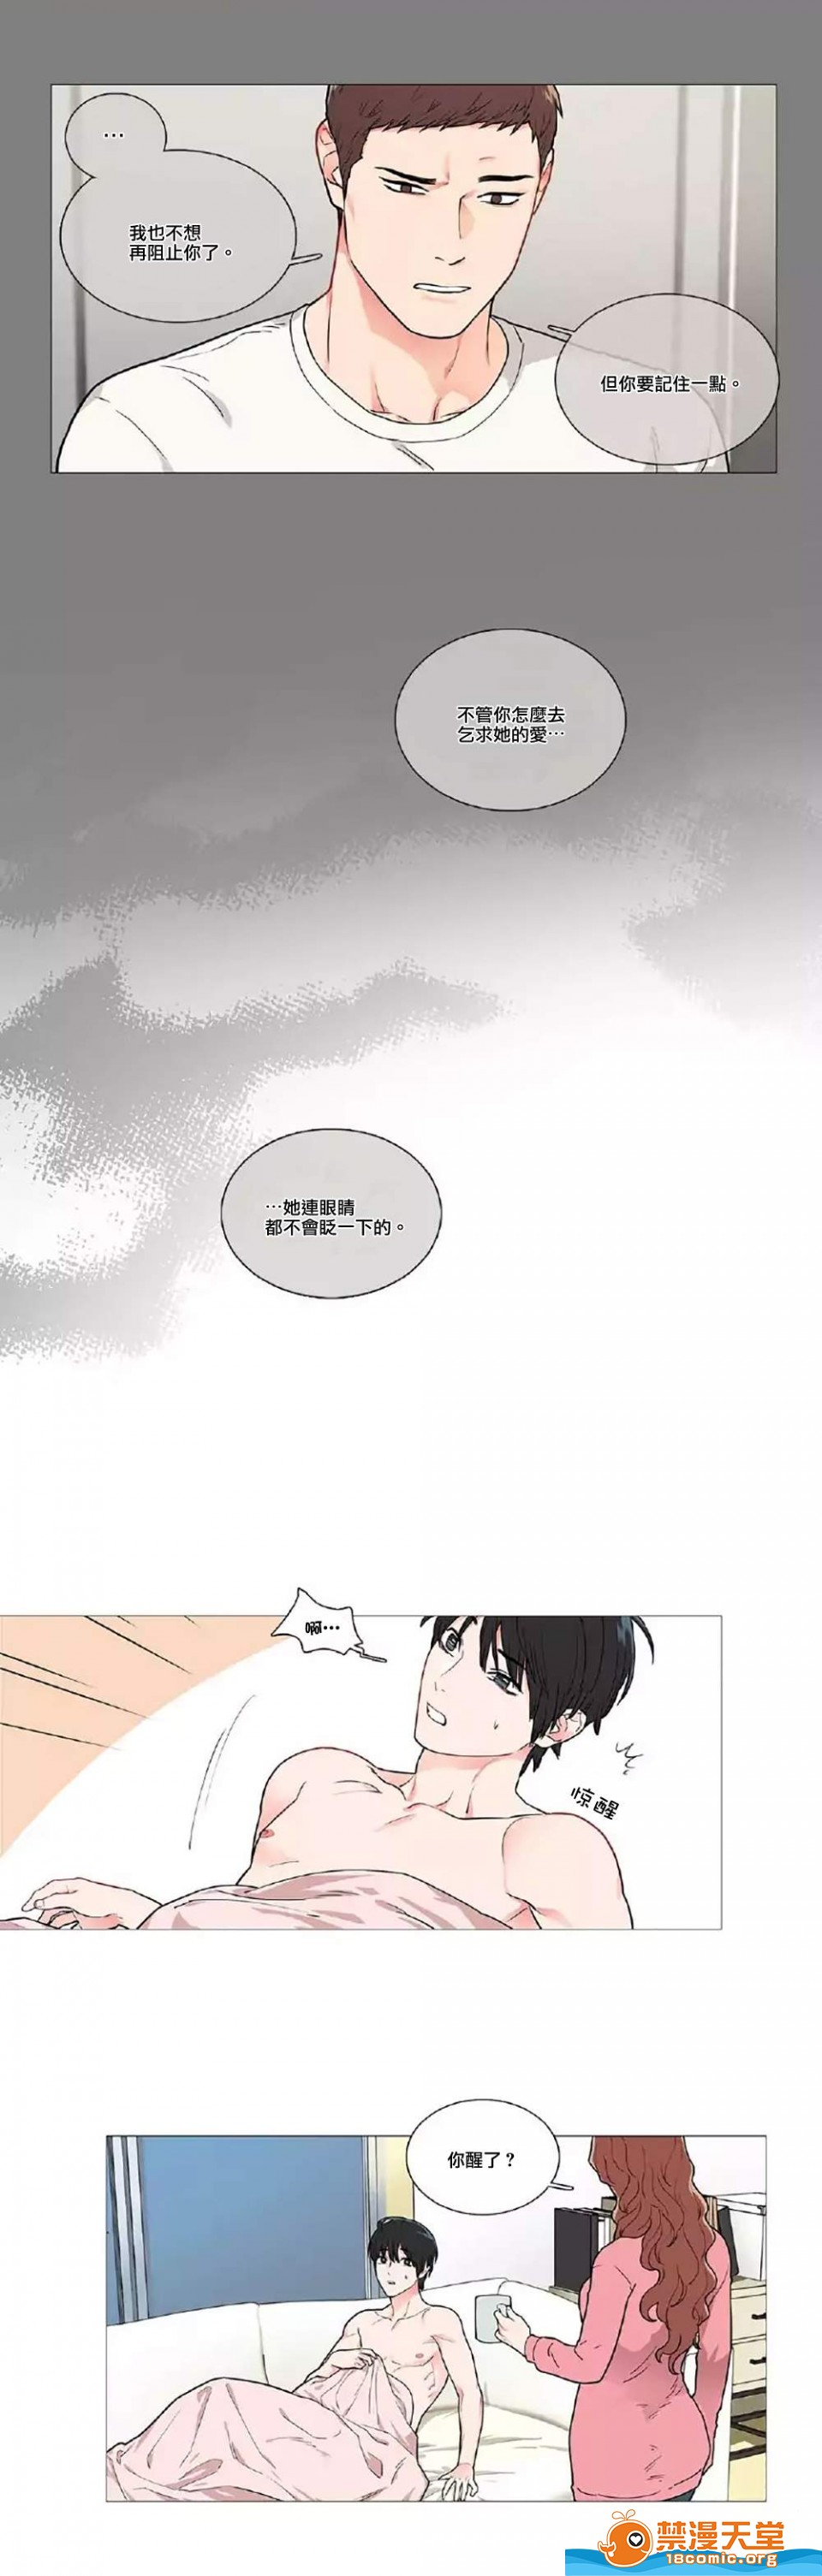 …
我也不想
再阻止你了。
但你要記住一點。
不管你怎麼去
乞求她的愛…
…她連眼睛
都不會眨一下的。
啊…
惊醒
你醒了？
禁漫天堂
18comic.org